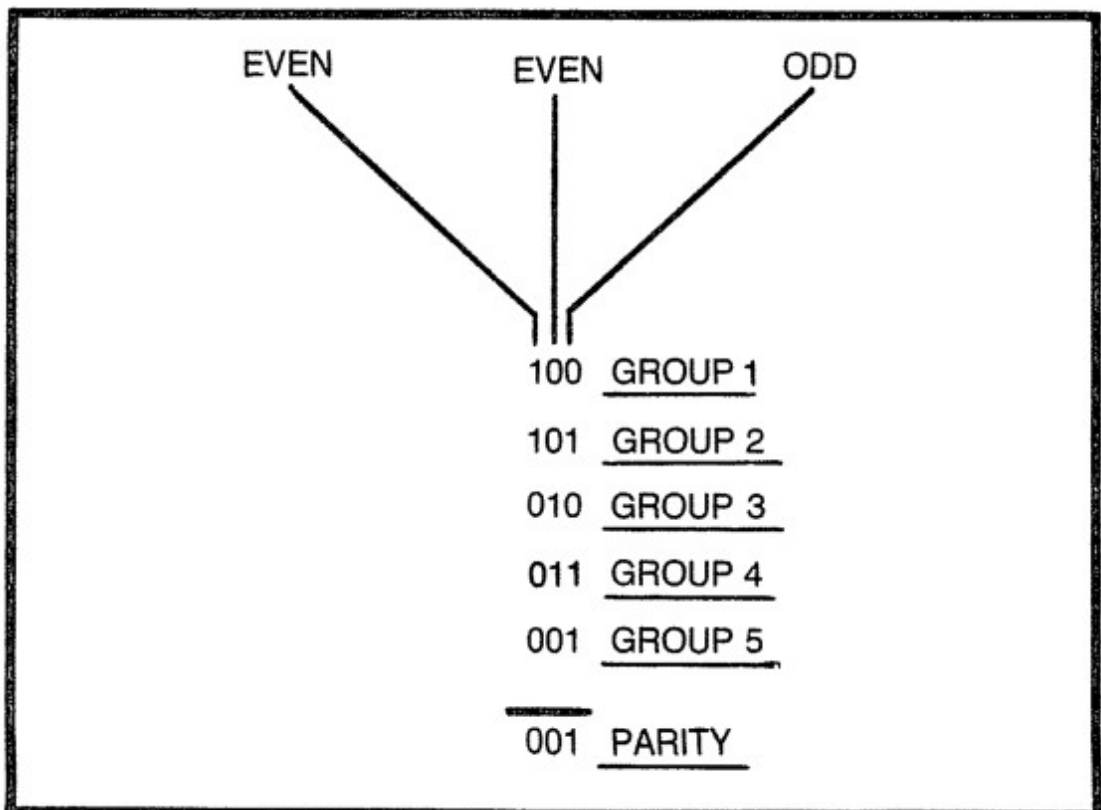 EVEN EVEN ODD
100 GROUP 1
101 GROUP 2
010 GROUP 3
011 GROUP 4
001 GROUP 5
001 PARITY